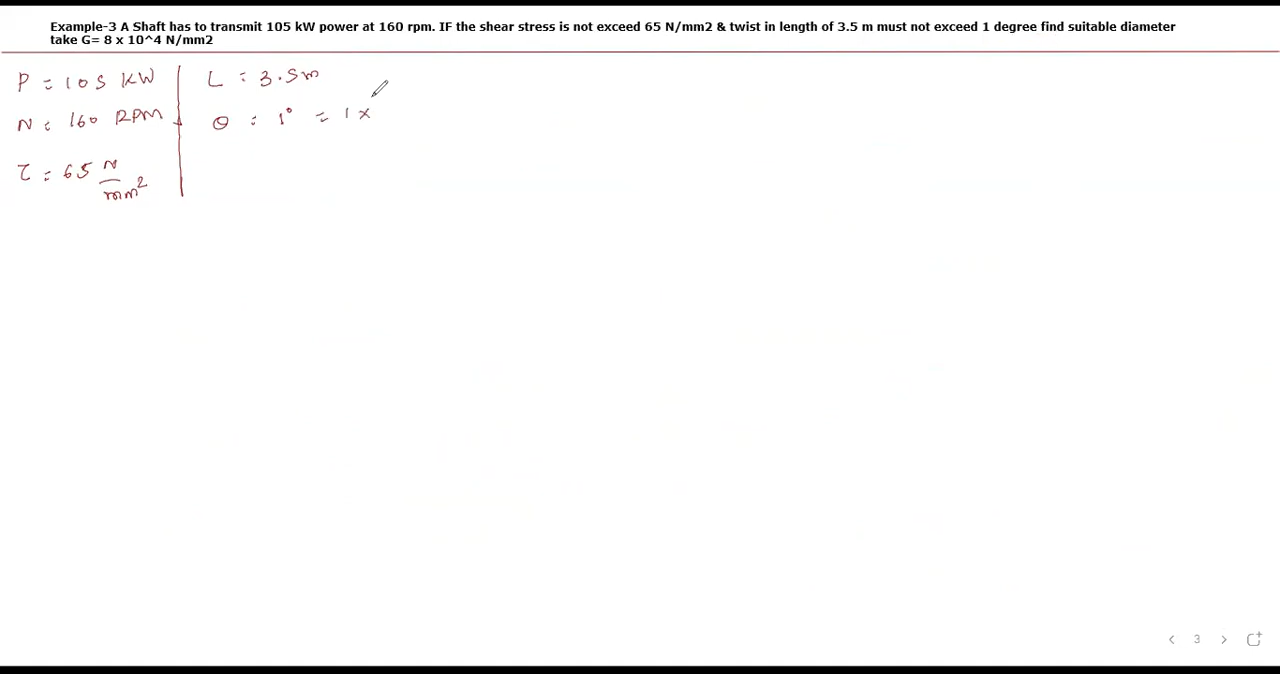 Example-3 A Shaft has to transmit 105 kW power at 160 rpm. IF the shear stress is not exceed 65 N/mm2 & twist in length of 3.5 m must not exceed 1 degree find suitable diameter
take G= 8 x 10^4 N/mm2
P = 105 KW
N = 160 RPM
τ = 65 N/mm²
L = 3.5m
θ = 1° = 1 ×
< 3 >